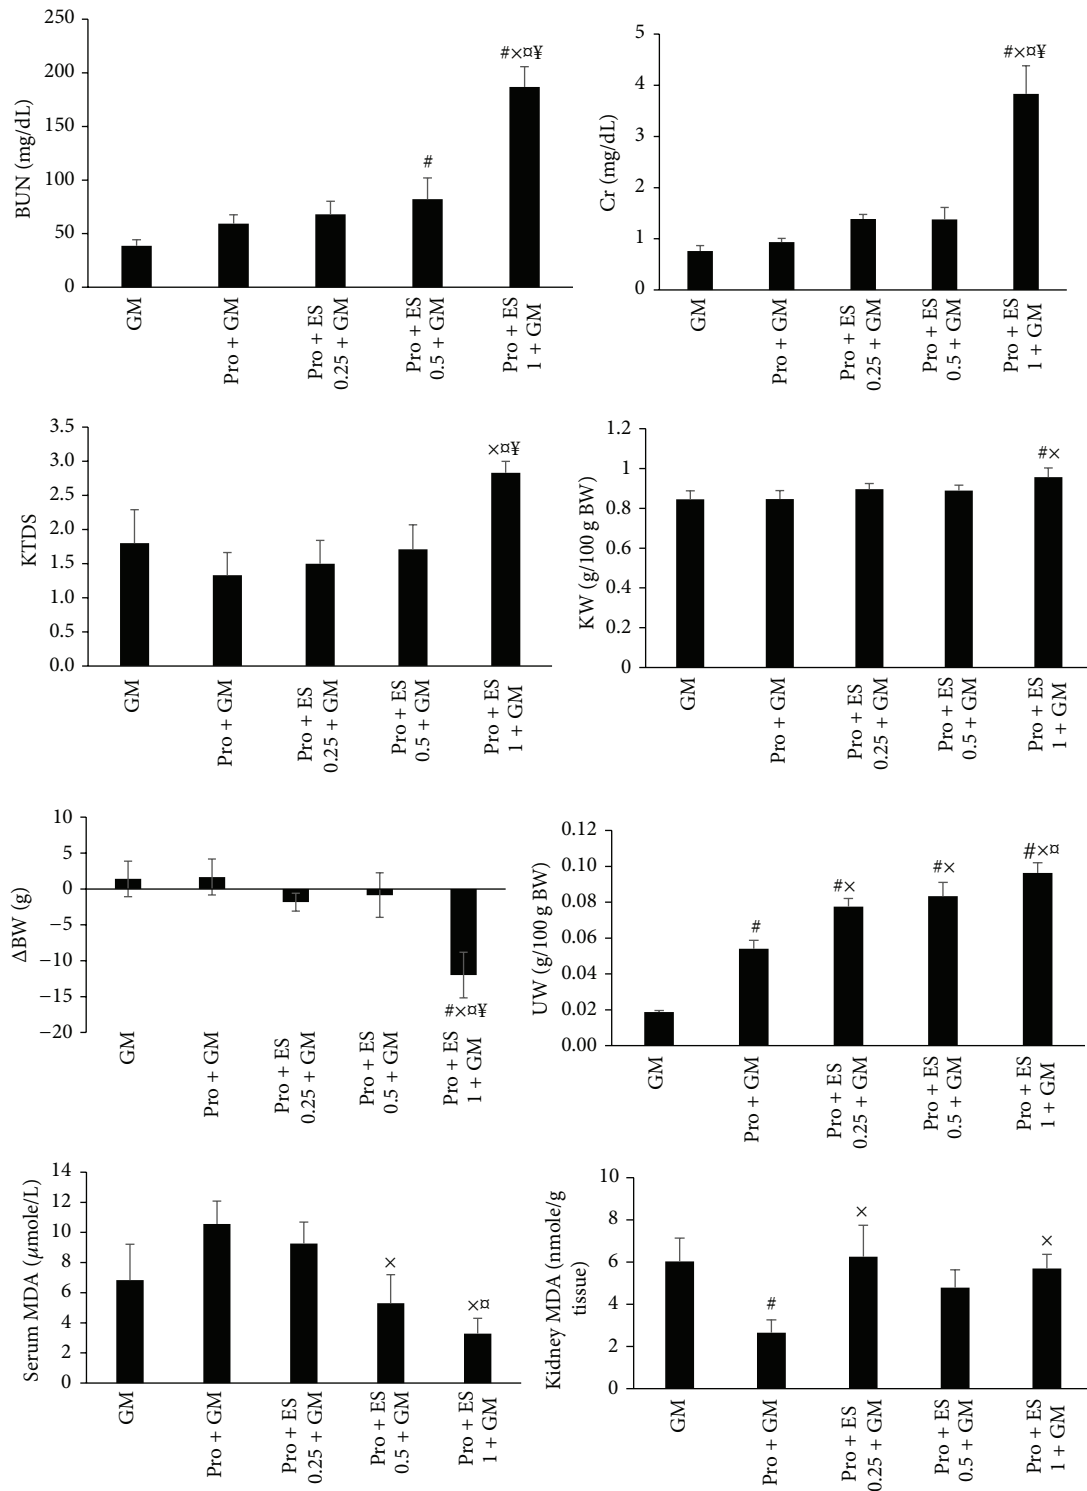 BUN (mg/dL)
250
200
150
100
50
0
#
#×¤¥
GM
Pro + GM
Pro + ES
0.25 + GM
Pro + ES
0.5 + GM
Pro + ES
1 + GM
Cr (mg/dL)
5
4
3
2
1
0
#×¤¥
GM
Pro + GM
Pro + ES
0.25 + GM
Pro + ES
0.5 + GM
Pro + ES
1 + GM
KTDS
3.5
3.0
2.5
2.0
1.5
1.0
0.5
0.0
×¤¥
GM
Pro + GM
Pro + ES
0.25 + GM
Pro + ES
0.5 + GM
Pro + ES
1 + GM
KW (g/100 g BW)
1.2
1
0.8
0.6
0.4
0.2
0
#×
GM
Pro + GM
Pro + ES
0.25 + GM
Pro + ES
0.5 + GM
Pro + ES
1 + GM
ΔBW (g)
10
5
0
−5
−10
−15
−20
#×¤¥
GM
Pro + GM
Pro + ES
0.25 + GM
Pro + ES
0.5 + GM
Pro + ES
1 + GM
UW (g/100 g BW)
0.12
0.10
0.08
0.06
0.04
0.02
0.00
#
#×
#×
#×¤
GM
Pro + GM
Pro + ES
0.25 + GM
Pro + ES
0.5 + GM
Pro + ES
1 + GM
Serum MDA (μmole/L)
14
12
10
8
6
4
2
0
×
×¤
GM
Pro + GM
Pro + ES
0.25 + GM
Pro + ES
0.5 + GM
Pro + ES
1 + GM
Kidney MDA (nmole/g
tissue)
10
8
6
4
2
0
#
×
×
GM
Pro + GM
Pro + ES
0.25 + GM
Pro + ES
0.5 + GM
Pro + ES
1 + GM